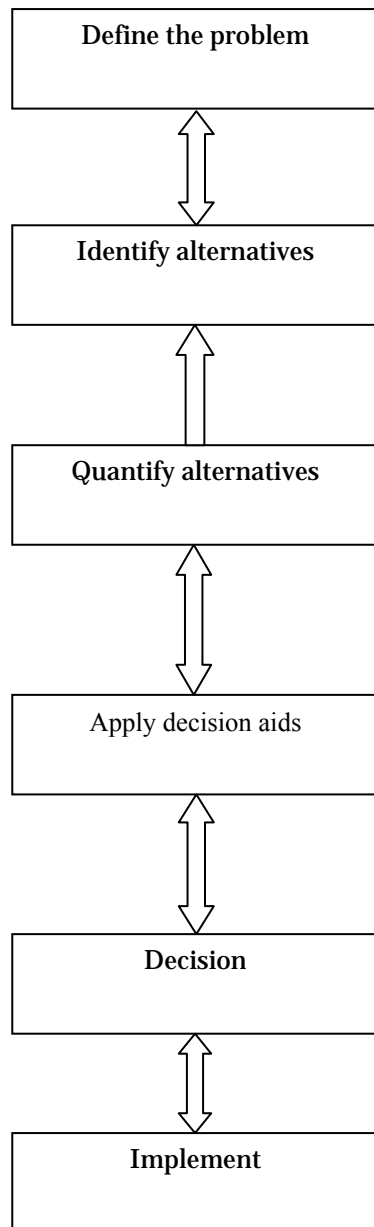 Define the problem
Identify alternatives
Quantify alternatives
Apply decision aids
Decision
Implement